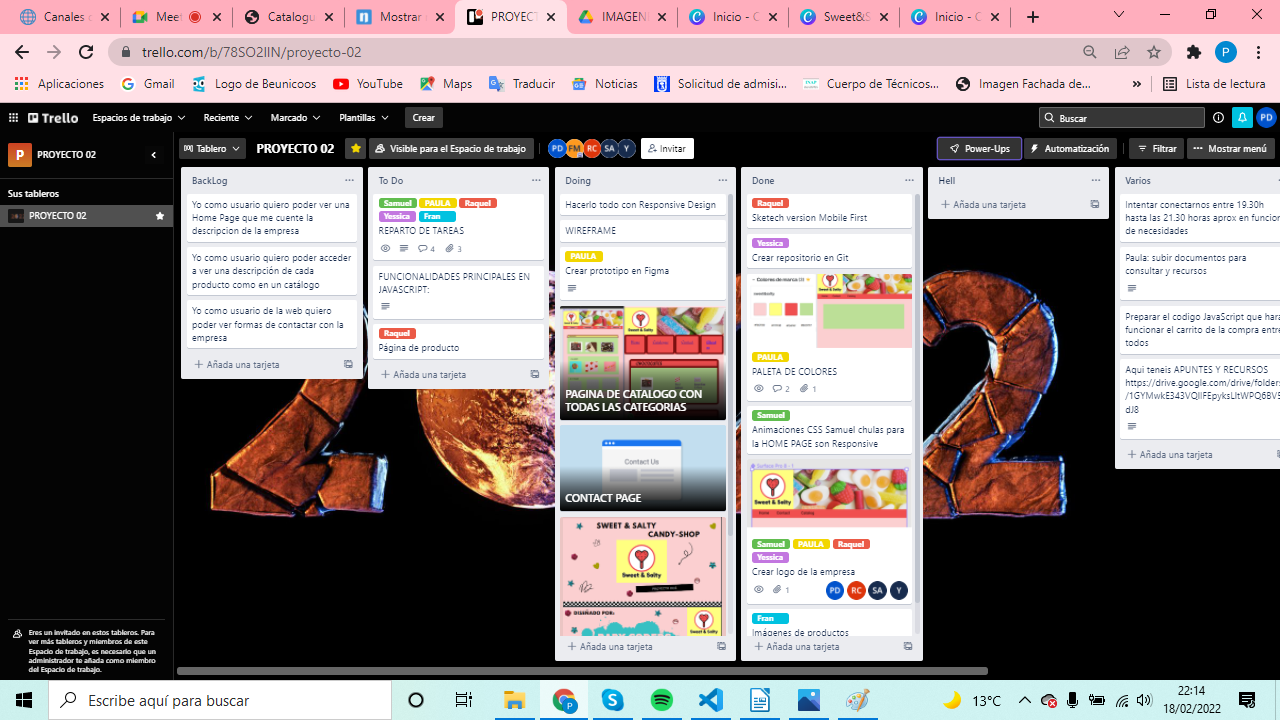 Canales
Meet
Catalogu
Mostrar
PROYECT
IMAGEN
Inicio - C
Sweet&S
Inicio - C
trello.com/b/78SO2lIN/proyecto-02
P
Aplicaciones
Gmail
Logo de Beunicoos
YouTube
Maps
Traducir
Noticias
Solicitud de admisi...
Cuerpo de Técnicos...
Imagen Fachada de...
»
Lista de lectura
Trello
Espacios de trabajo
Reciente
Marcado
Plantillas
Crear
Buscar
PD
P PROYECTO 02
Tablero
PROYECTO 02
Visible para el Espacio de trabajo
PD FM RC SA Y
Invitar
Power-Ups
Automatización
Filtrar
Mostrar menú
Sus tableros
PROYECTO 02
Eres un invitado en estos tableros. Para
ver más tableros y miembros de este
Espacio de trabajo, es necesario que un
administrador te añada como miembro
del Espacio de trabajo.
BackLog
Yo como usuario quiero poder ver una
Home Page que me cuente la
descripcion de la empresa
Yo como usuario quiero poder acceder
a ver una descripción de cada
producto como en un catálogo
Yo como usuario de la web quiero
poder ver formas de contactar con la
empresa
Añada una tarjeta
To Do
Samuel PAULA Raquel
Yessica Fran
REPARTO DE TAREAS
4 3
FUNCIONALIDADES PRINCIPALES EN
JAVASCRIPT:
Raquel
Página de producto
Añada una tarjeta
Doing
Hacerlo todo con Responsive Design
WIREFRAME
PAULA
Crear prototipo en Figma
Sweet & Salty
PAGINA DE CATALOGO CON
TODAS LAS CATEGORIAS
Contact Us
CONTACT PAGE
SWEET & SALTY
CANDY-SHOP
Sweet & Salty
DISEÑADO POR:
Sweet & Salty
Añada una tarjeta
Done
Raquel
Sketech version Mobile First
Yessica
Crear repositorio en Git
Colores de marca
Sweet & Salty
PAULA
PALETA DE COLORES
2 1
Samuel
Animaciones CSS Samuel chulas para
la HOME PAGE son Responsive
Sweet & Salty
Samuel PAULA Raquel
Yessica
Crear logo de la empresa
1
PD RC SA Y
Fran
Imágenes de productos
Añada una tarjeta
Hell
Añada una tarjeta
Varios
Intentar conectarnos entre 19.30h
hasta las 21:30 horas aprox en funcio
de necesidades
Paula: subir documentos para
consultar y recursos
Preparar el codigo JavaScript que entra
funcionar el carrito de la compra entr
todos
Aqui teneis APUNTES Y RECURSOS
https://drive.google.com/drive/folders
dJ8
Añada una tarjeta
Escribe aquí para buscar
13°C
22:14
18/02/2022